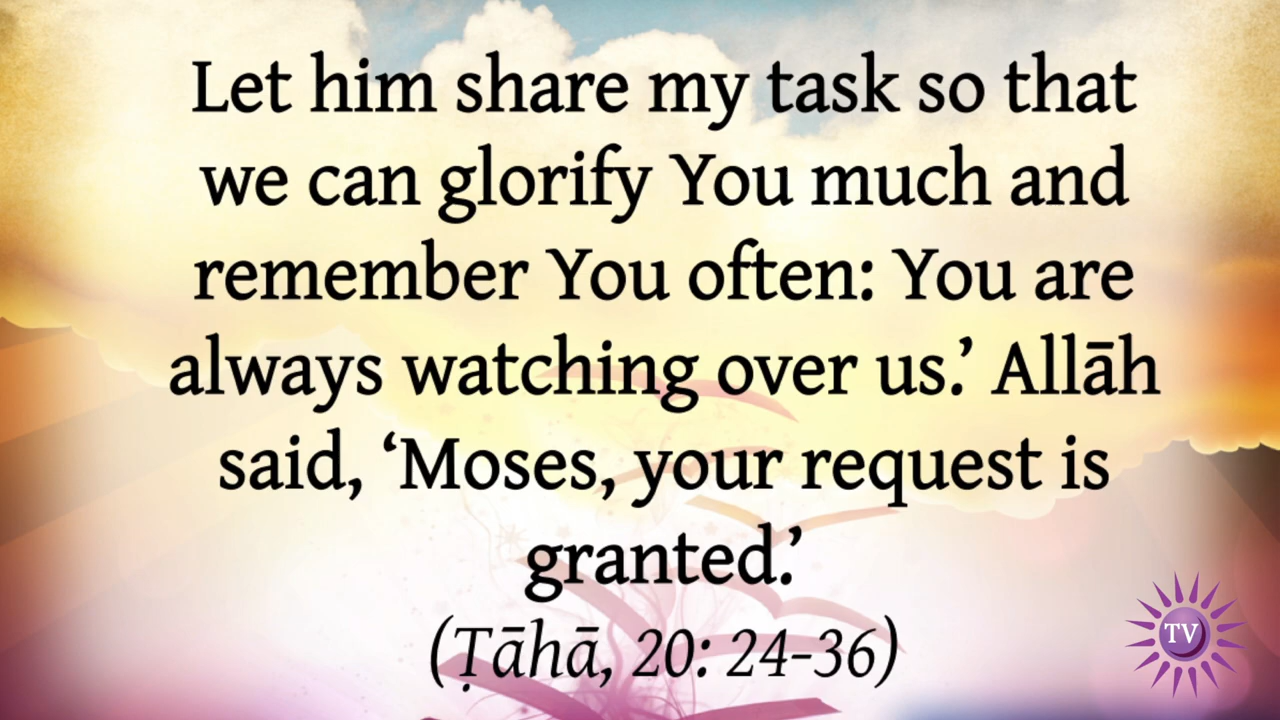 Let him share my task so that
we can glorify You much and
remember You often: You are
always watching over us.’ Allāh
said, ‘Moses, your request is
granted.’
(Ṭāhā, 20: 24-36)
TV